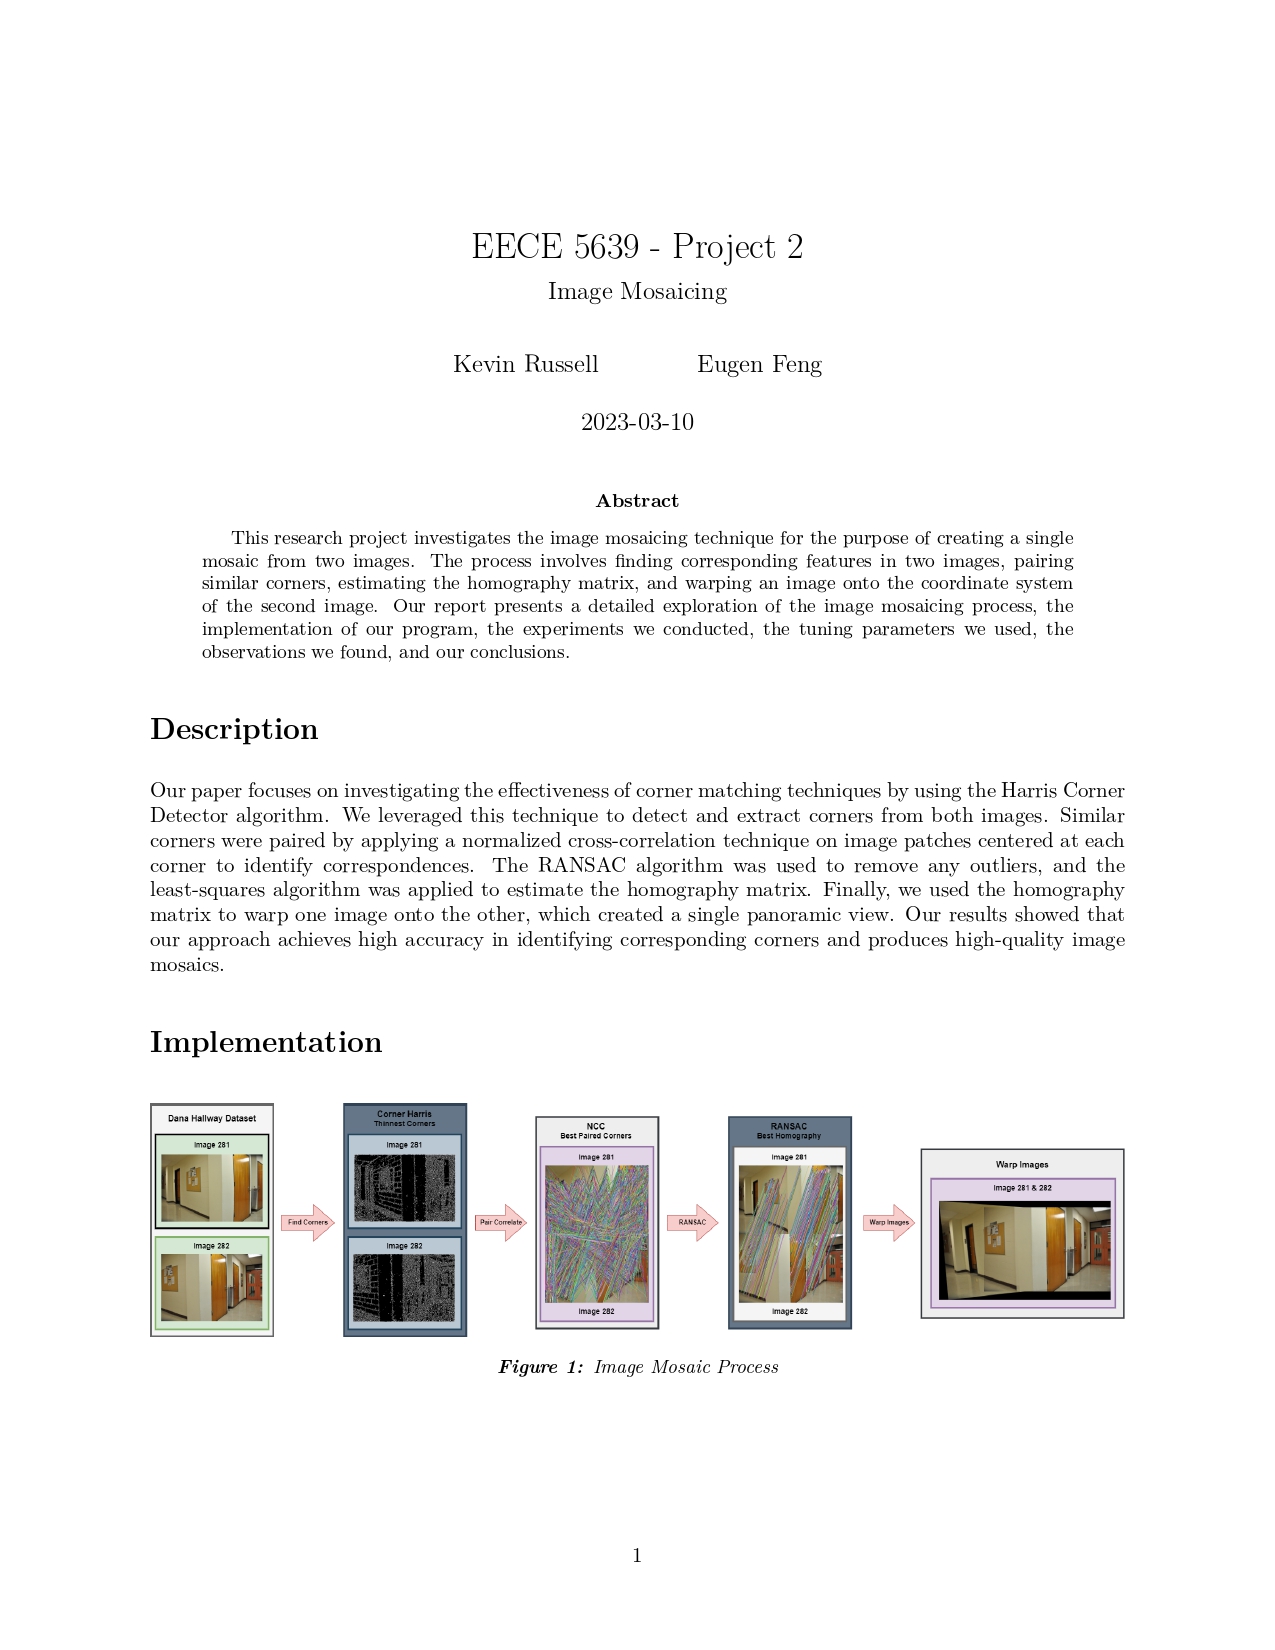 EECE 5639 - Project 2
Image Mosaicing
Kevin Russell Eugen Feng
2023-03-10
Abstract
This research project investigates the image mosaicing technique for the purpose of creating a single
mosaic from two images. The process involves finding corresponding features in two images, pairing
similar corners, estimating the homography matrix, and warping an image onto the coordinate system
of the second image. Our report presents a detailed exploration of the image mosaicing process, the
implementation of our program, the experiments we conducted, the tuning parameters we used, the
observations we found, and our conclusions.
Description
Our paper focuses on investigating the effectiveness of corner matching techniques by using the Harris Corner
Detector algorithm. We leveraged this technique to detect and extract corners from both images. Similar
corners were paired by applying a normalized cross-correlation technique on image patches centered at each
corner to identify correspondences. The RANSAC algorithm was used to remove any outliers, and the
least-squares algorithm was applied to estimate the homography matrix. Finally, we used the homography
matrix to warp one image onto the other, which created a single panoramic view. Our results showed that
our approach achieves high accuracy in identifying corresponding corners and produces high-quality image
mosaics.
Implementation
Dana Hallway Dataset
Image 281
Image 282
Find Corners
Corner Harris
Thinnest Corners
Image 281
Image 282
Pair Correlate
NCC
Best Paired Corners
Image 281
Image 282
RANSAC
RANSAC
Best Homography
Image 281
Image 282
Warp Images
Warp Images
Image 281 & 282
Figure 1: Image Mosaic Process
1